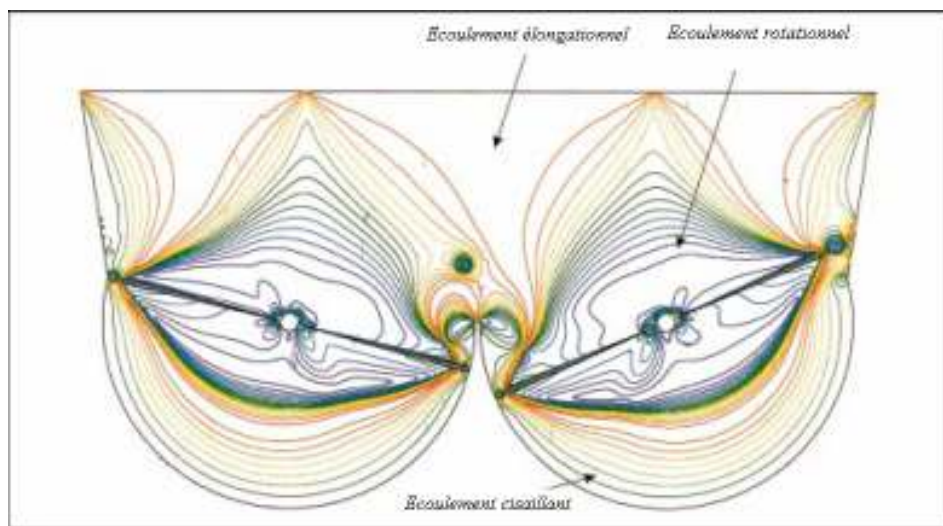 Ecoulement élongationnel
Ecoulement rotationnel
Ecoulement cisaillant